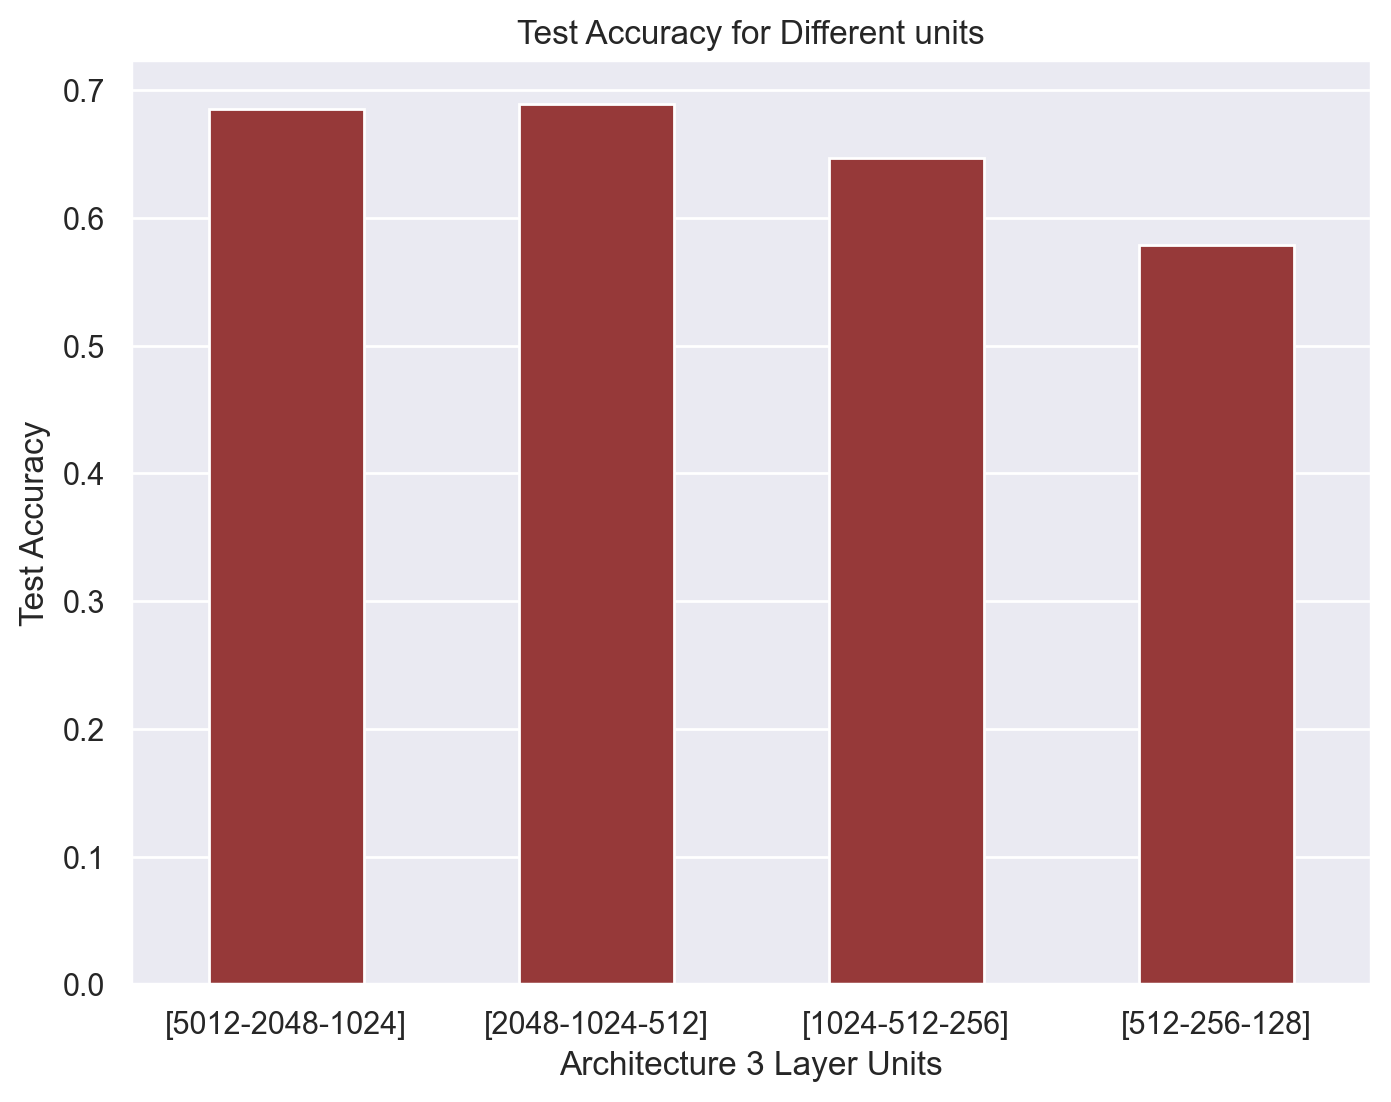 Test Accuracy for Different units
0.7
0.6
0.5
0.4
0.3
0.2
0.1
0.0
Test Accuracy
[5012-2048-1024] [2048-1024-512] [1024-512-256] [512-256-128]
Architecture 3 Layer Units